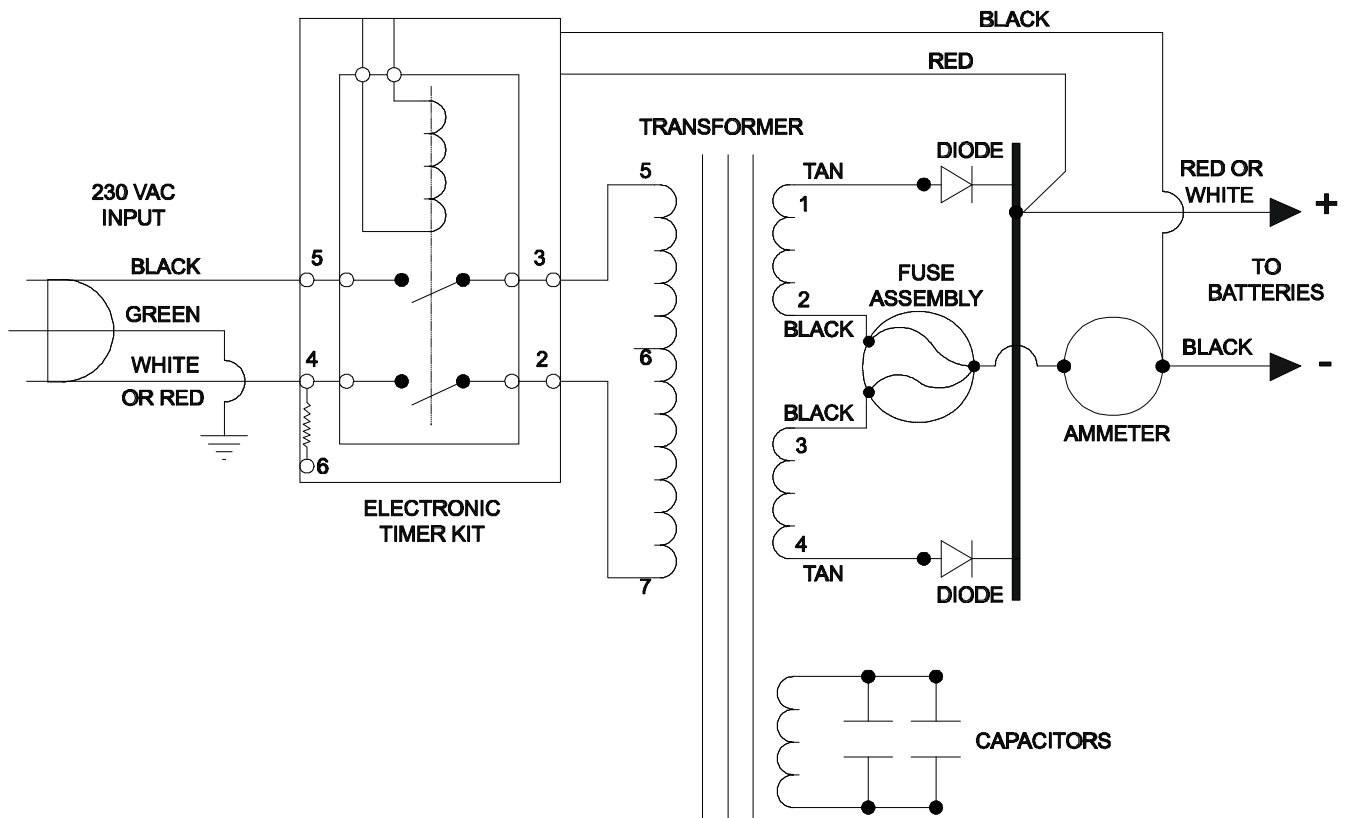 BLACK
RED
TRANSFORMER
DIODE
230 VAC
INPUT
5
TAN
1
RED OR
WHITE
+
BLACK
5
3
2
FUSE
ASSEMBLY
TO
BATTERIES
GREEN
BLACK
WHITE
OR RED
4
2
6
BLACK
BLACK
-
3
AMMETER
6
ELECTRONIC
TIMER KIT
4
TAN
7
DIODE
CAPACITORS